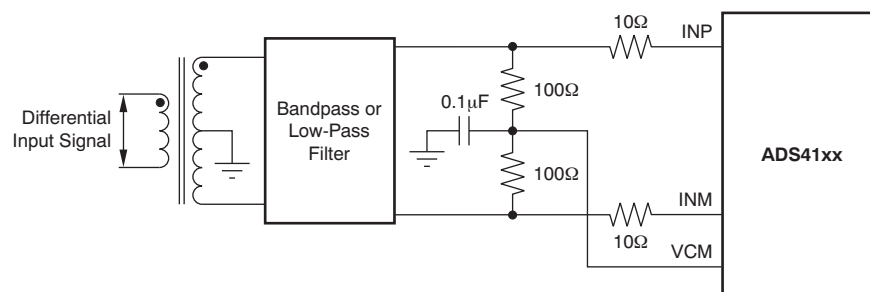 Differential
Input Signal
Bandpass or
Low-Pass
Filter
0.1µF
100Ω
100Ω
10Ω
INP
10Ω
INM
VCM
ADS41xx